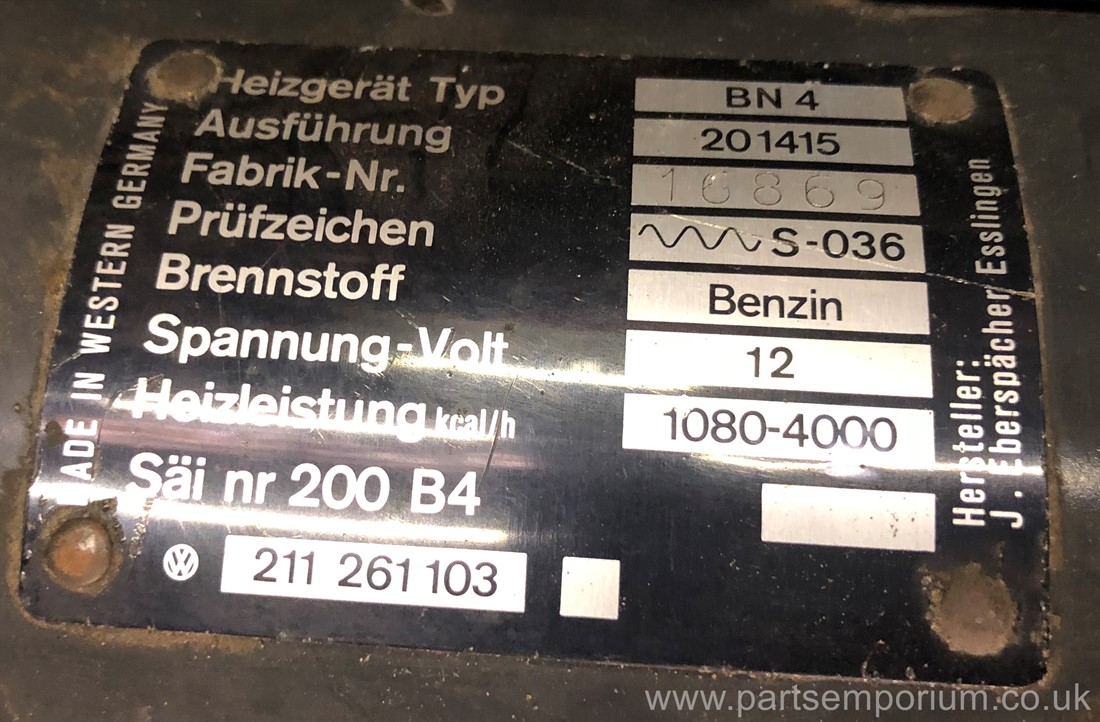 Heizgerät Typ BN 4
Ausführung 201415
Fabrik-Nr. 16869
Prüfzeichen S-036
Brennstoff Benzin
Spannung-Volt 12
Heizleistung kcal/h 1080-4000
Säi nr 200 B4
211 261 103
MADE IN WESTERN GERMANY
Hersteller:
J. Eberspächer Esslingen
www.partsemporium.co.uk